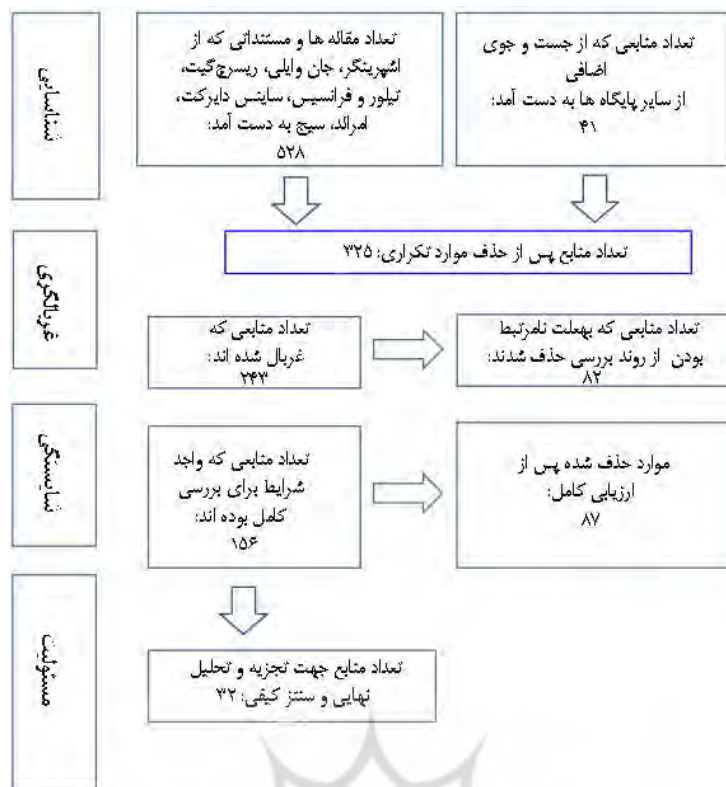 شناسایی
تعداد مقاله ها و مستنداتی که از
اشپرینگر، جان وایلی، ریسرچ‌گیت،
تیلور و فرانسیس، ساینس دایرکت،
امرالد، سیج به دست آمد:
۵۲۸
تعداد منابعی که از جست و جوی
اضافی
از سایر پایگاه ها به دست آمد:
۴۱
تعداد منابع پس از حذف موارد تکراری: ۳۲۵
غربالگری
تعداد منابعی که
غربال شده اند:
۲۴۳
تعداد منابعی که بهعلت نامرتبط
بودن از روند بررسی حذف شدند:
۸۲
شایستگی
تعداد منابعی که واجد
شرایط برای بررسی
کامل بوده اند:
۱۵۶
موارد حذف شده پس از
ارزیابی کامل:
۸۷
مسئولیت
تعداد منابع جهت تجزیه و تحلیل
نهایی و سنتز کیفی: ۳۲